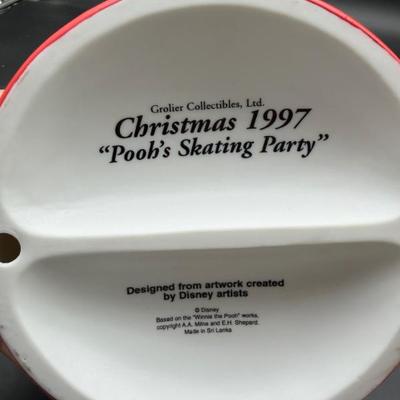 Grolier Collectibles, Ltd.
Christmas 1997
“Pooh's Skating Party”
Designed from artwork created
by Disney artists
© Disney
Based on the "Winnie the Pooh" works,
copyright A.A. Milne and E.H. Shepard.
Made in Sri Lanka